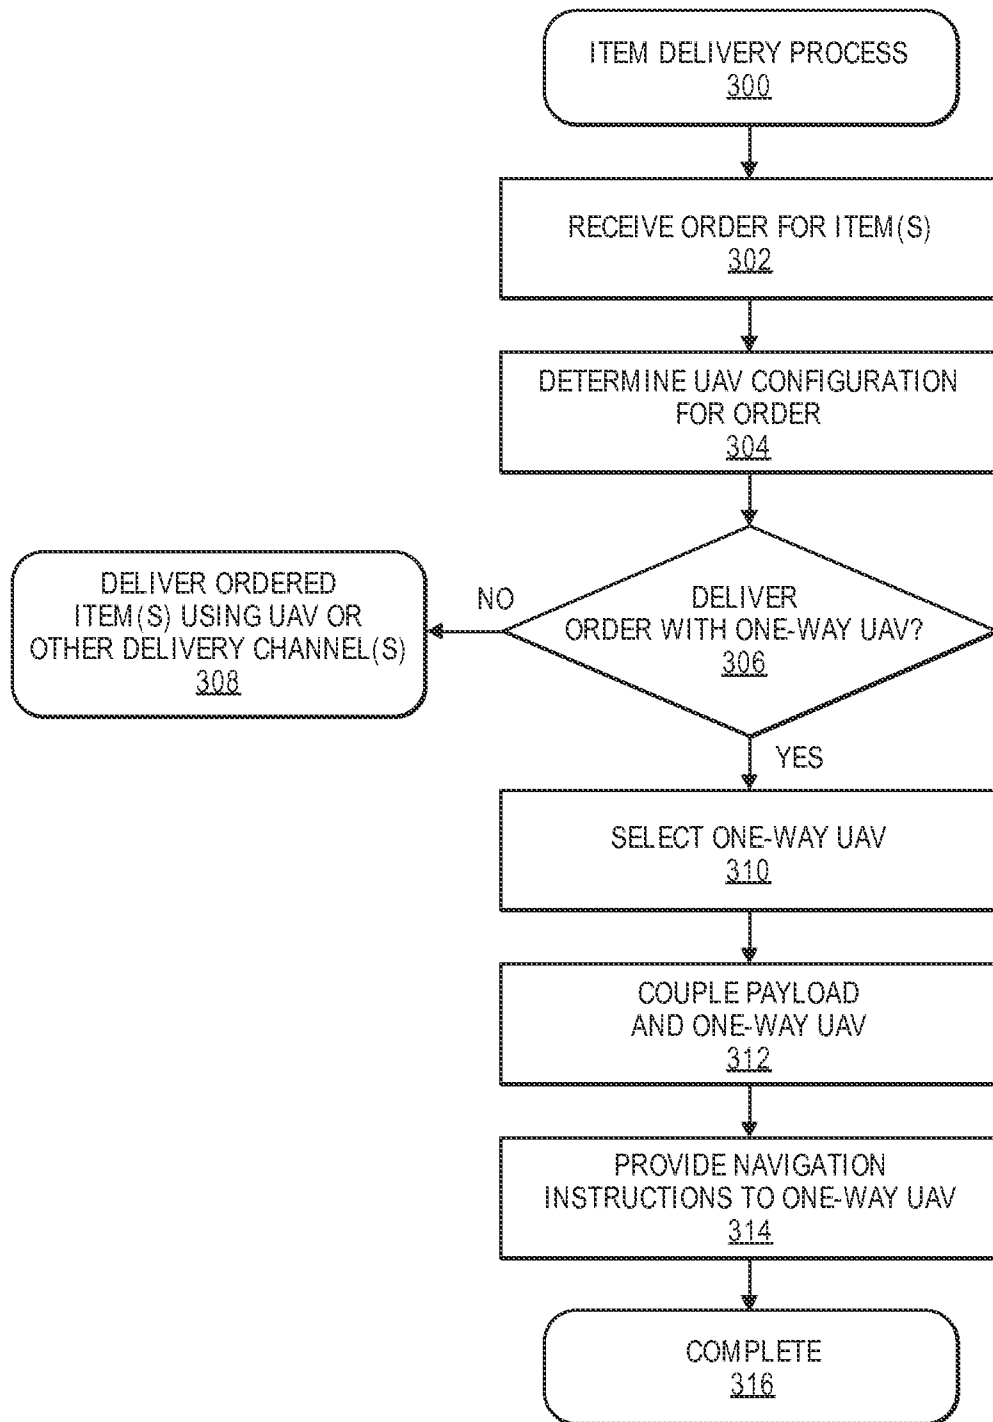 ITEM DELIVERY PROCESS
300
RECEIVE ORDER FOR ITEM(S)
302
DETERMINE UAV CONFIGURATION
FOR ORDER
304
DELIVER
ORDER WITH ONE-WAY UAV?
306
NO
DELIVER ORDERED
ITEM(S) USING UAV OR
OTHER DELIVERY CHANNEL(S)
308
YES
SELECT ONE-WAY UAV
310
COUPLE PAYLOAD
AND ONE-WAY UAV
312
PROVIDE NAVIGATION
INSTRUCTIONS TO ONE-WAY UAV
314
COMPLETE
316